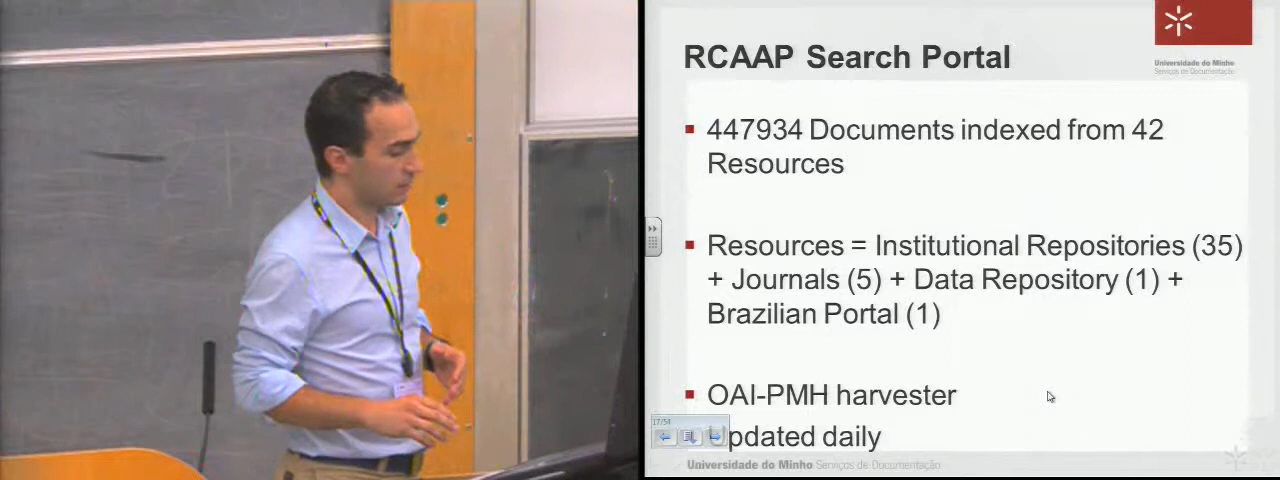 RCAAP Search Portal
Universidade do Minho
Serviços de Documentação
447934 Documents indexed from 42
Resources
Resources = Institutional Repositories (35)
+ Journals (5) + Data Repository (1) +
Brazilian Portal (1)
OAI-PMH harvester
17/54
pdated daily
Universidade do Minho Serviços de Documentação